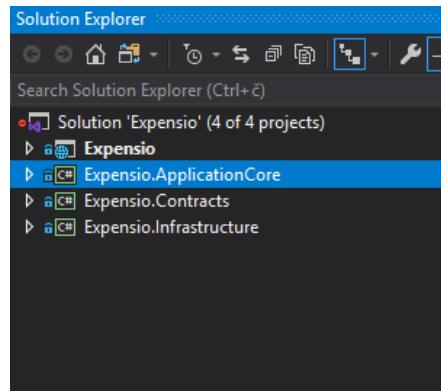 Solution Explorer
Search Solution Explorer (Ctrl+č)
Solution 'Expensio' (4 of 4 projects)
Expensio
C# Expensio.ApplicationCore
C# Expensio.Contracts
C# Expensio.Infrastructure